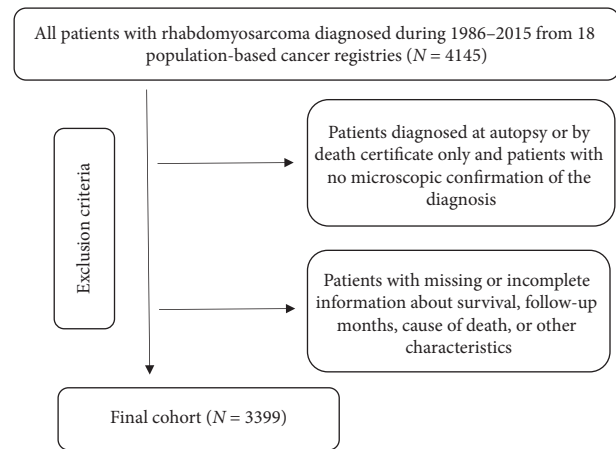 All patients with rhabdomyosarcoma diagnosed during 1986–2015 from 18
population-based cancer registries (N = 4145)
Exclusion criteria
Patients diagnosed at autopsy or by
death certificate only and patients with
no microscopic confirmation of the
diagnosis
Patients with missing or incomplete
information about survival, follow-up
months, cause of death, or other
characteristics
Final cohort (N = 3399)